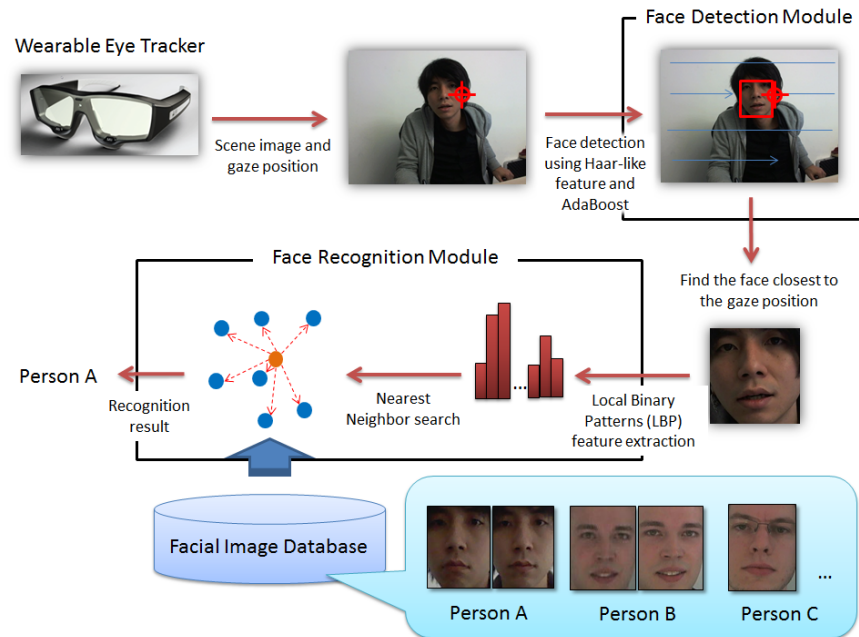 Wearable Eye Tracker
Scene image and
gaze position
Face Detection Module
Face detection
using Haar-like
feature and
AdaBoost
Find the face closest to
the gaze position
Face Recognition Module
Local Binary
Patterns (LBP)
feature extraction
...
Nearest
Neighbor search
Person A
Recognition
result
Facial Image Database
Person A
Person B
Person C
...